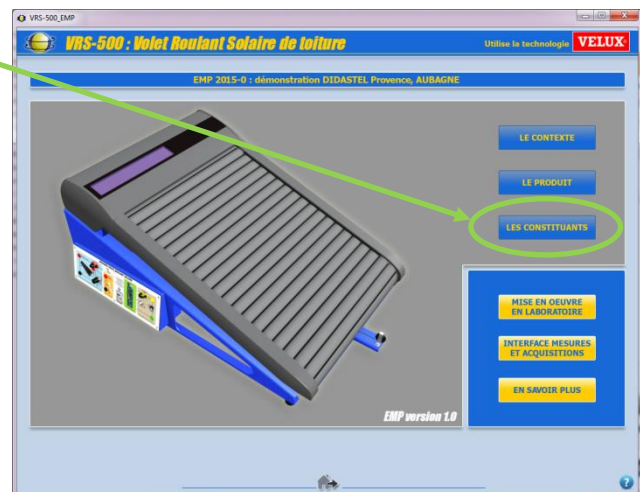 VRS-500_EMP
VRS-500 : Volet Roulant Solaire de toiture
Utilise la technologie VELUX
EMP 2015-0 : démonstration DIDASTEL Provence, AUBAGNE
LE CONTEXTE
LE PRODUIT
LES CONSTITUANTS
MISE EN OEUVRE
EN LABORATOIRE
INTERFACE MESURES
ET ACQUISITIONS
EN SAVOIR PLUS
EMP version 1.0
?